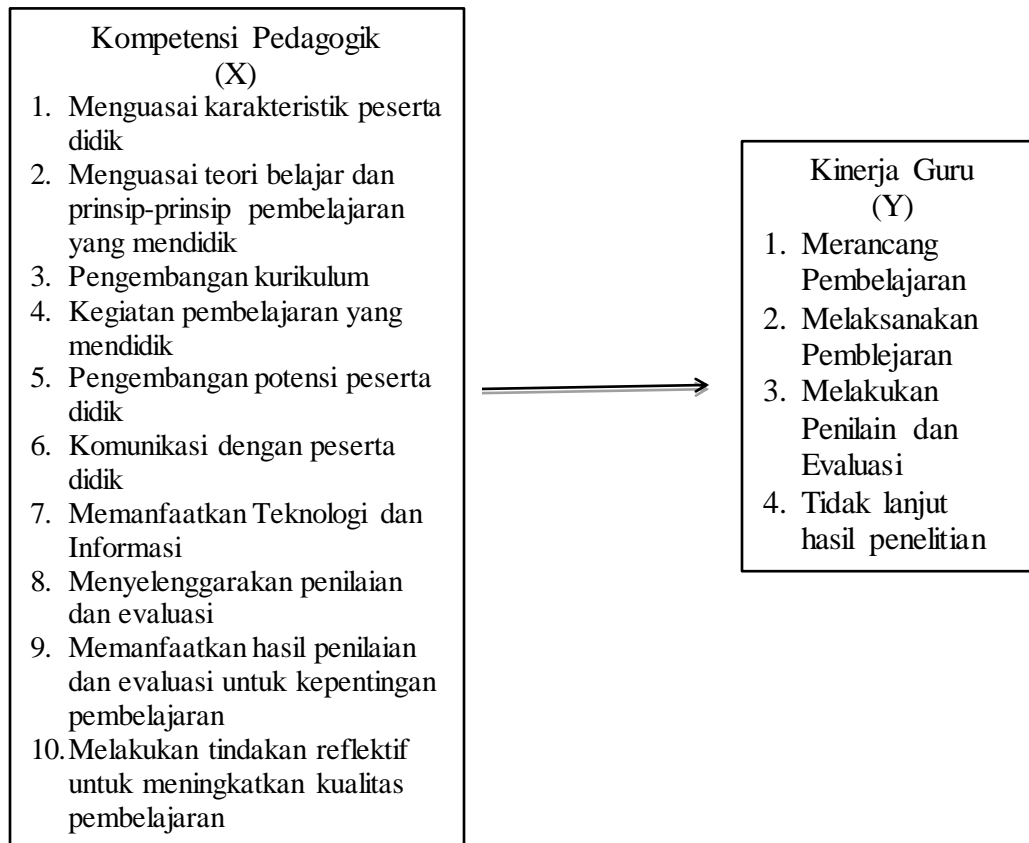 Kompetensi Pedagogik
(X)
1. Menguasai karakteristik peserta
didik
2. Menguasai teori belajar dan
prinsip-prinsip pembelajaran
yang mendidik
3. Pengembangan kurikulum
4. Kegiatan pembelajaran yang
mendidik
5. Pengembangan potensi peserta
didik
6. Komunikasi dengan peserta
didik
7. Memanfaatkan Teknologi dan
Informasi
8. Menyelenggarakan penilaian
dan evaluasi
9. Memanfaatkan hasil penilaian
dan evaluasi untuk kepentingan
pembelajaran
10. Melakukan tindakan reflektif
untuk meningkatkan kualitas
pembelajaran
Kinerja Guru
(Y)
1. Merancang
Pembelajaran
2. Melaksanakan
Pemblejaran
3. Melakukan
Penilain dan
Evaluasi
4. Tidak lanjut
hasil penelitian